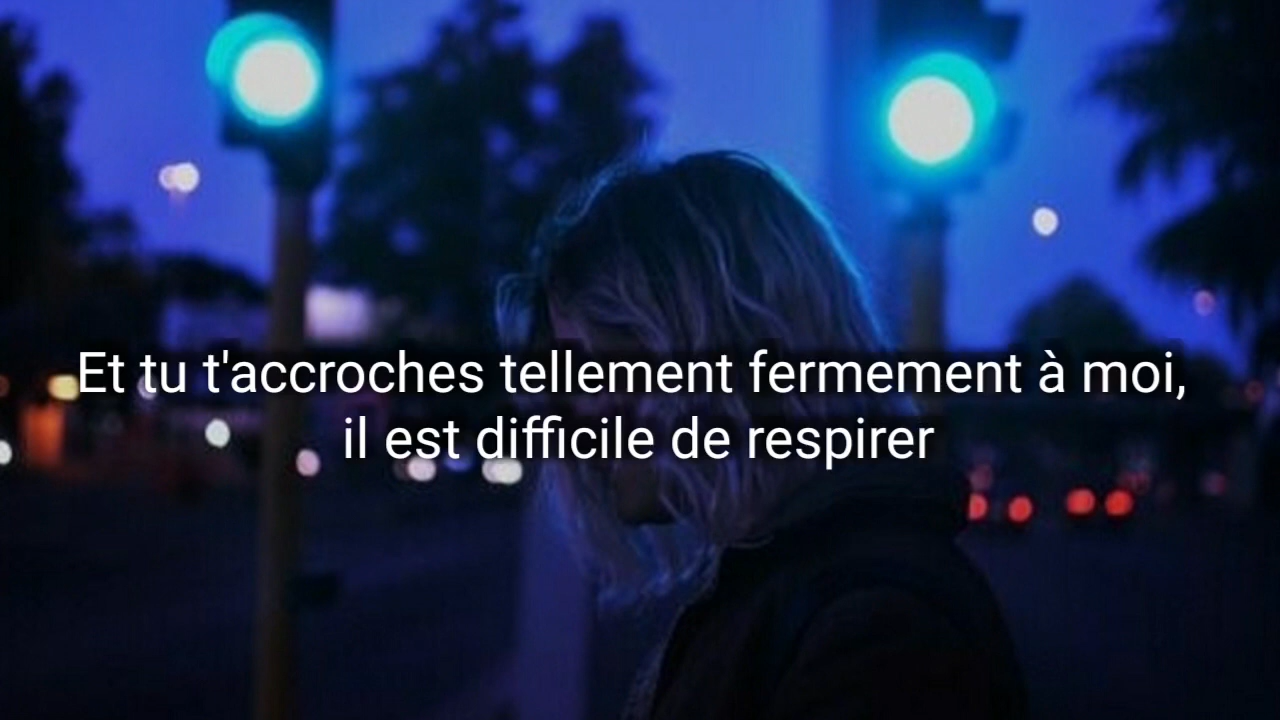 Et tu t'accroches tellement fermement à moi,
il est difficile de respirer